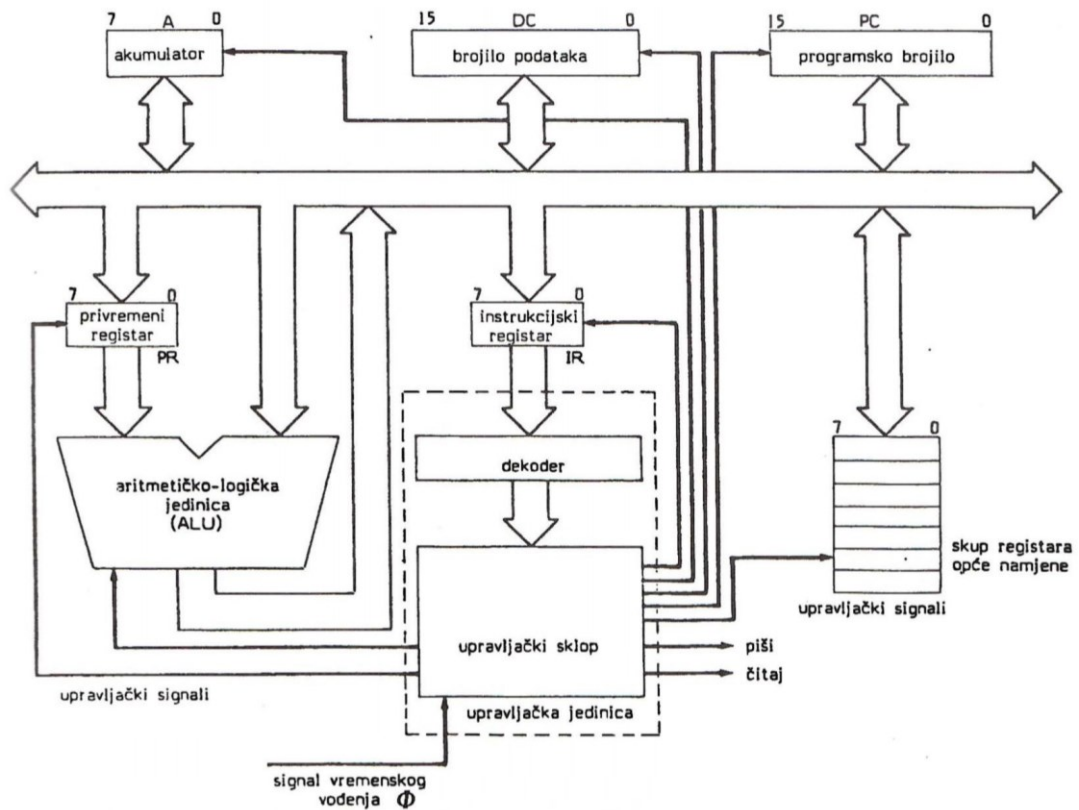 7 A 0
akumulator
15 DC 0
brojilo podataka
15 PC 0
programsko brojilo
7 0
privremeni
registar
PR
7 0
instrukcijski
registar
IR
aritmetičko-logička
jedinica
(ALU)
dekoder
7 0
skup registara
opće namjene
upravljački signali
upravljački sklop
piši
čitaj
upravljački signali
upravljačka jedinica
signal vremenskog
vođenja Φ